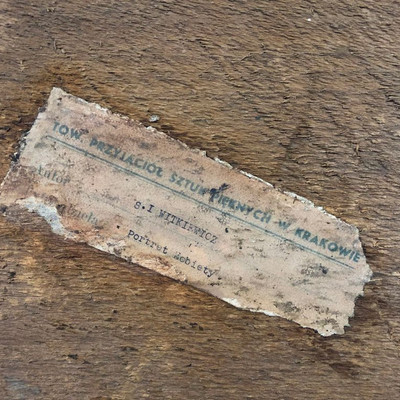 TOW. PRZYJACIÓŁ SZTUK PIĘKNYCH W KRAKOWIE
Autor S.I WITKIEWICZ
Portret kobiety